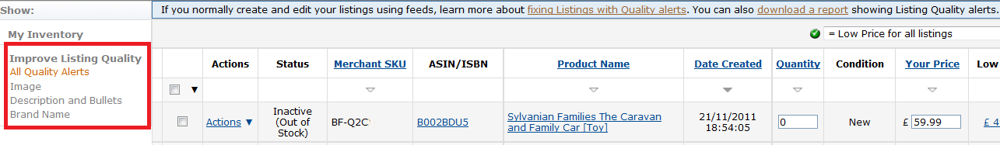 Show:
If you normally create and edit your listings using feeds, learn more about fixing Listings with Quality alerts. You can also download a report showing Listing Quality alerts.
My Inventory
= Low Price for all listings
Improve Listing Quality
All Quality Alerts
Image
Description and Bullets
Brand Name
Actions Status Merchant SKU ASIN/ISBN Product Name Date Created Quantity Condition Your Price Low
Actions ▼
Inactive
(Out of
Stock)
BF-Q2C
B002BDU5
Sylvanian Families The Caravan
and Family Car [Toy]
21/11/2011
18:54:05
0
New
£ 59.99
£ 4